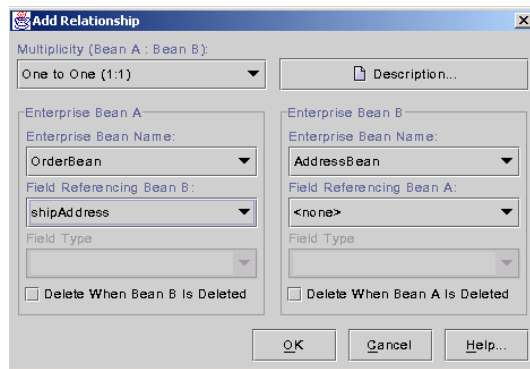 Add Relationship
Multiplicity (Bean A : Bean B):
One to One (1:1)
Description...
Enterprise Bean A
Enterprise Bean Name:
OrderBean
Field Referencing Bean B:
shipAddress
Field Type
Delete When Bean B Is Deleted
Enterprise Bean B
Enterprise Bean Name:
AddressBean
Field Referencing Bean A:
<none>
Field Type
Delete When Bean A Is Deleted
OK
Cancel
Help...